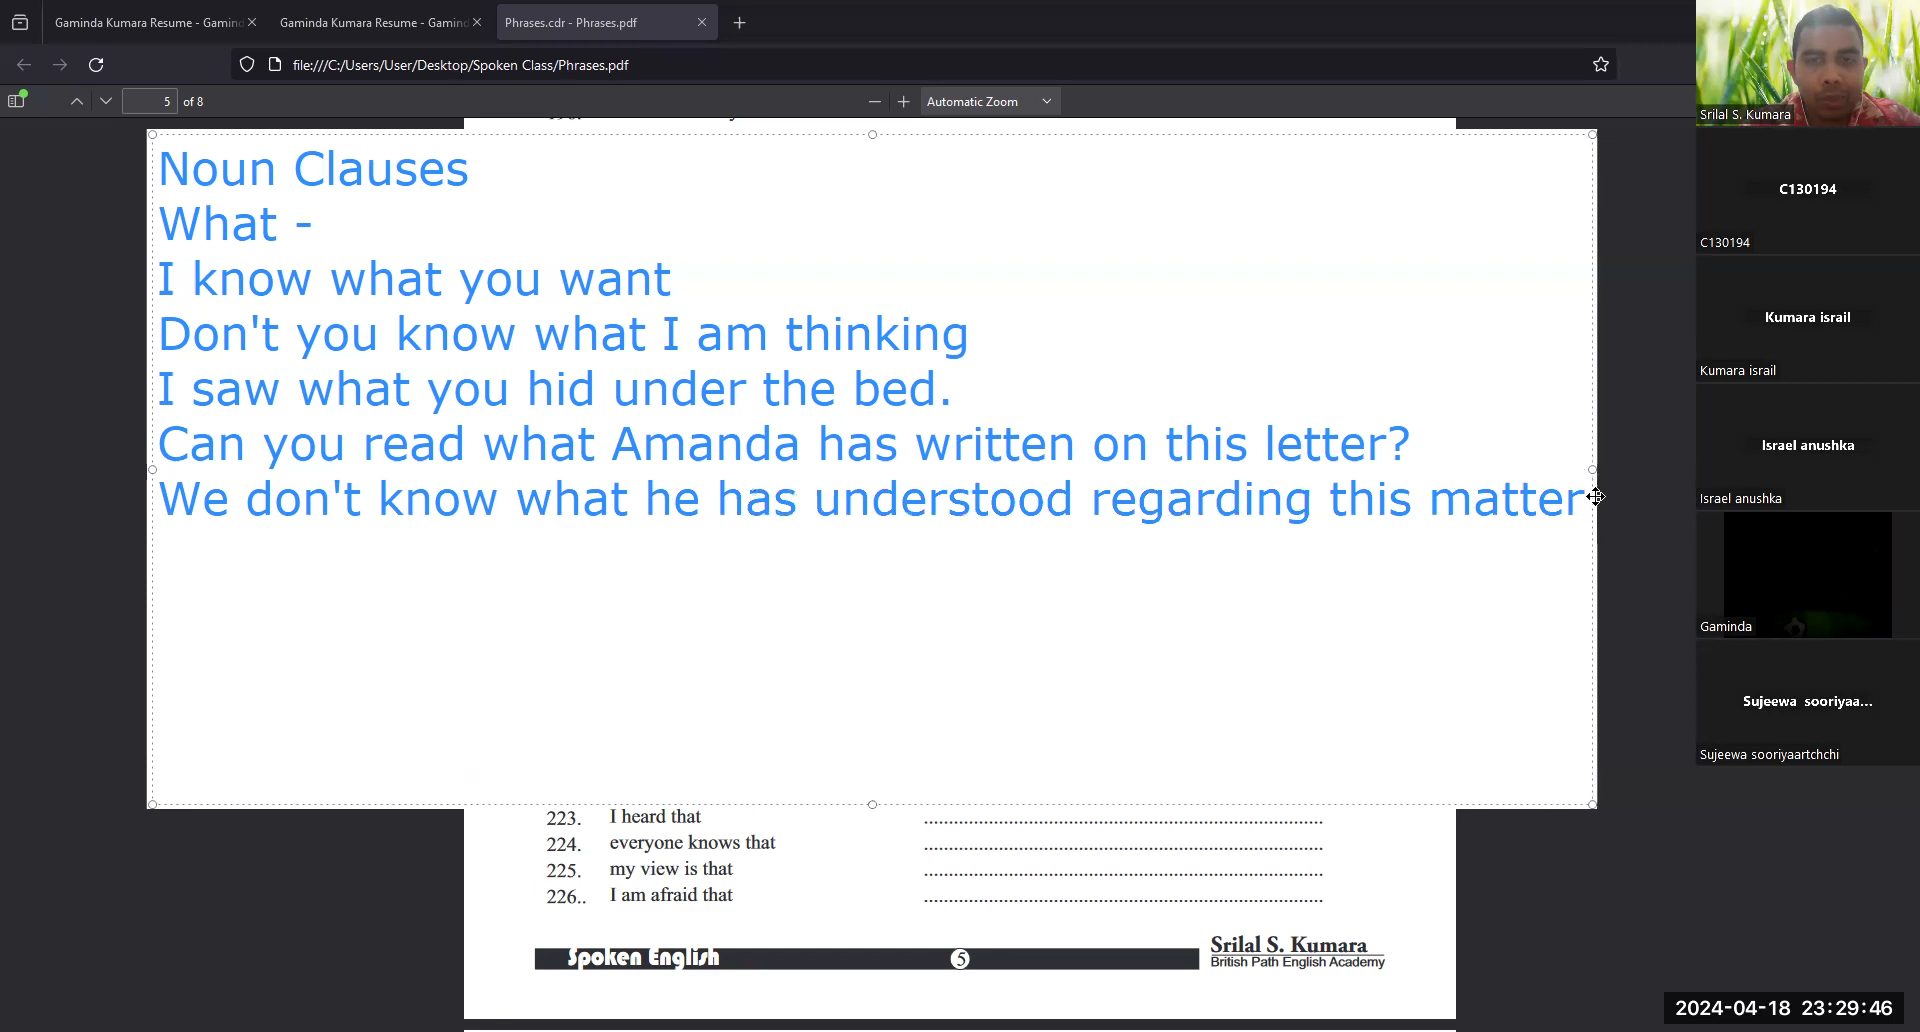 Gaminda Kumara Resume - Gamind
Gaminda Kumara Resume - Gamind
Phrases.cdr - Phrases.pdf
file:///C:/Users/User/Desktop/Spoken Class/Phrases.pdf
5 of 8
Automatic Zoom
Noun Clauses
What -
I know what you want
Don't you know what I am thinking
I saw what you hid under the bed.
Can you read what Amanda has written on this letter?
We don't know what he has understood regarding this matter
223. I heard that ................................................................................
224. everyone knows that ................................................................................
225. my view is that ................................................................................
226.. I am afraid that ................................................................................
Spoken English
5
Srilal S. Kumara
British Path English Academy
Srilal S. Kumara
C130194
C130194
Kumara israil
Kumara israil
Israel anushka
Israel anushka
Gaminda
Sujeewa sooriyaa...
Sujeewa sooriyaartchchi
2024-04-18 23:29:46